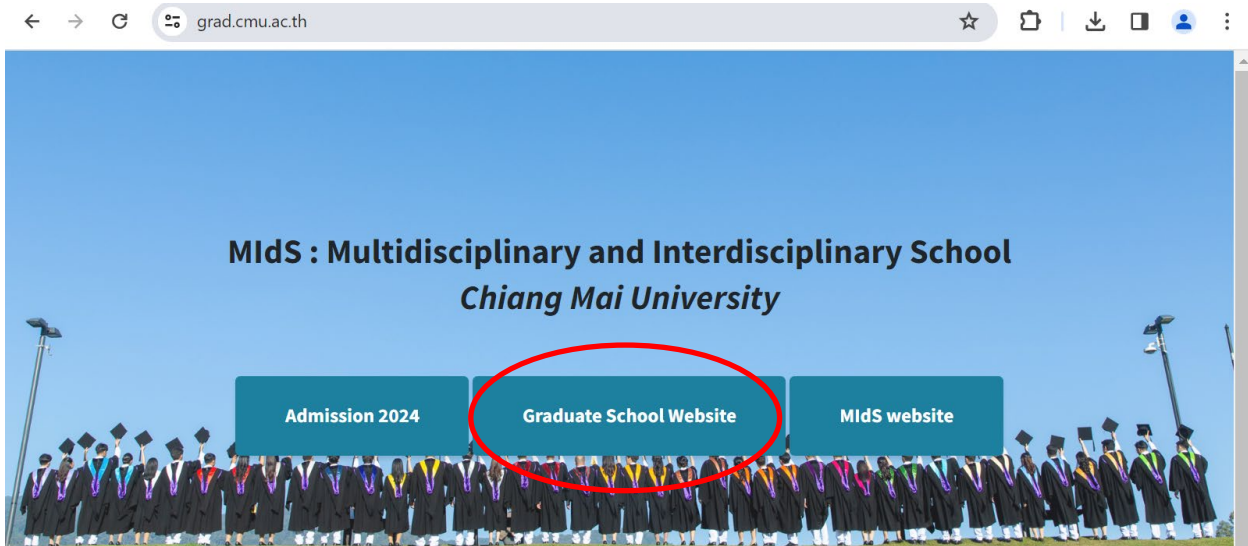 grad.cmu.ac.th
MIdS : Multidisciplinary and Interdisciplinary School
Chiang Mai University
Admission 2024
Graduate School Website
MIdS website